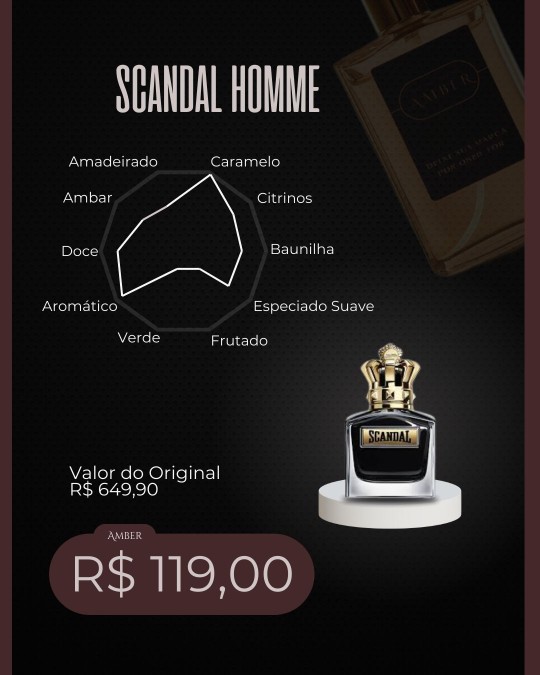 AMBER
SCANDAL HOMME
Amadeirado
Caramelo
Ambar
Citrinos
Doce
Baunilha
Aromático
Especiado Suave
Verde
Frutado
SCANDAL
Valor do Original
R$ 649,90
AMBER
R$ 119,00